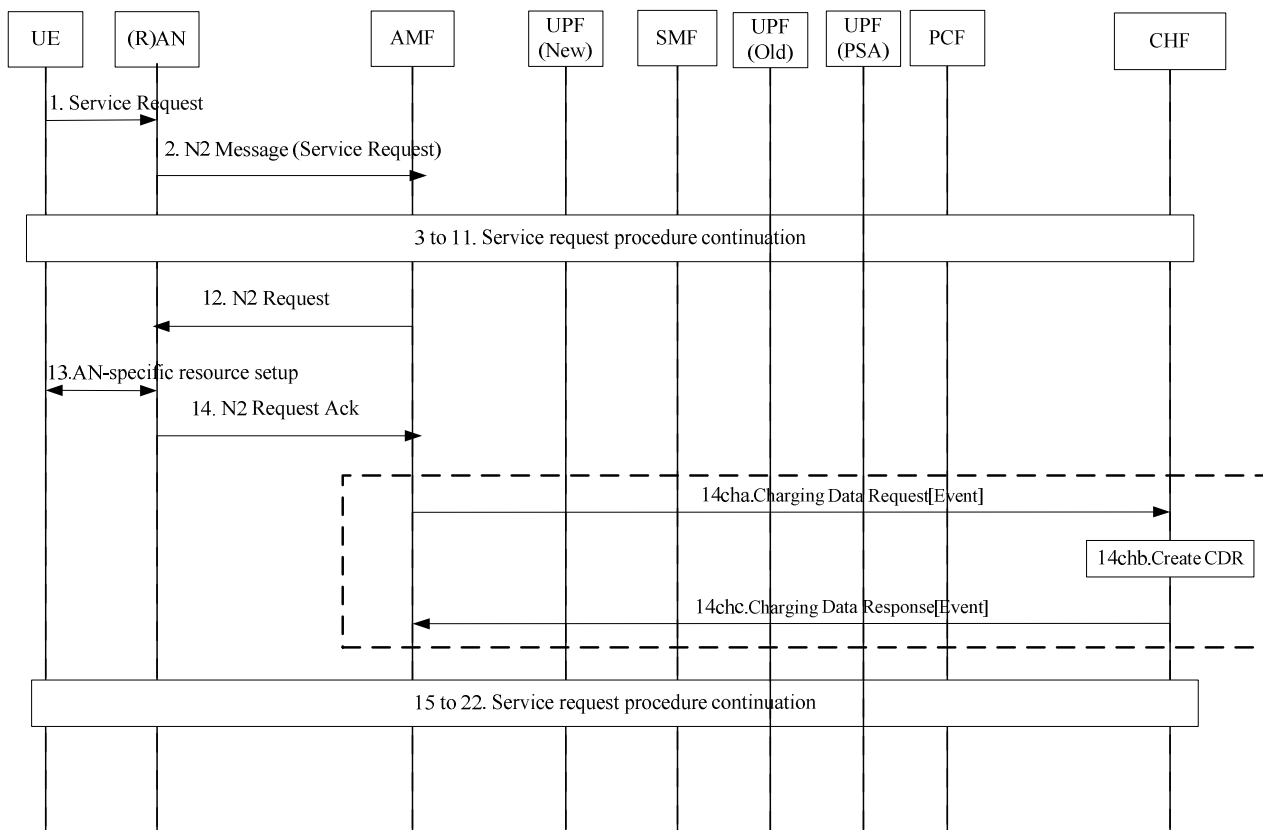 UE
(R)AN
AMF
UPF
(New)
SMF
UPF
(Old)
UPF
(PSA)
PCF
CHF
1. Service Request
2. N2 Message (Service Request)
3 to 11. Service request procedure continuation
12. N2 Request
13.AN-specific resource setup
14. N2 Request Ack
14cha.Charging Data Request[Event]
14chb.Create CDR
14chc.Charging Data Response[Event]
15 to 22. Service request procedure continuation